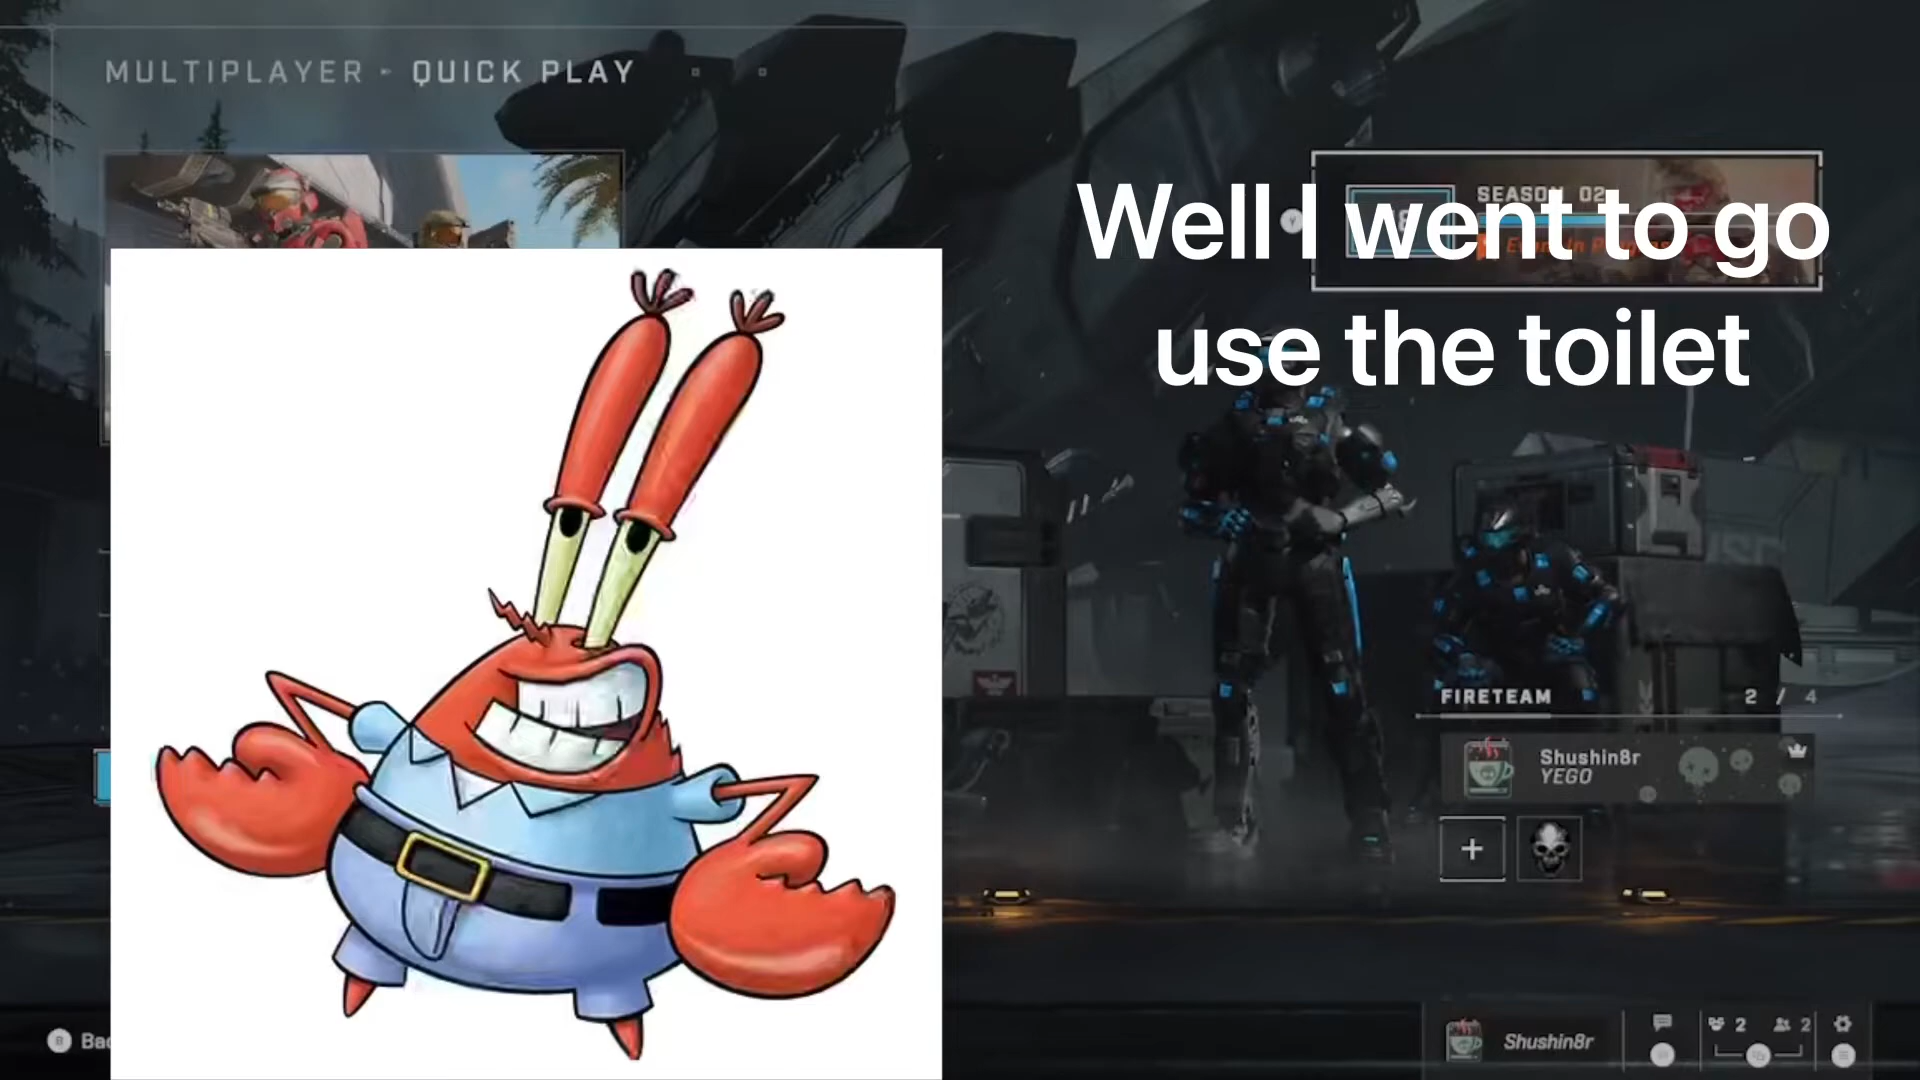 MULTIPLAYER - QUICK PLAY
SEASON 02
Well I went to go
use the toilet
FIRETEAM 2 / 4
Shushin8r
YEGO
+
B
Shushin8r 2 2